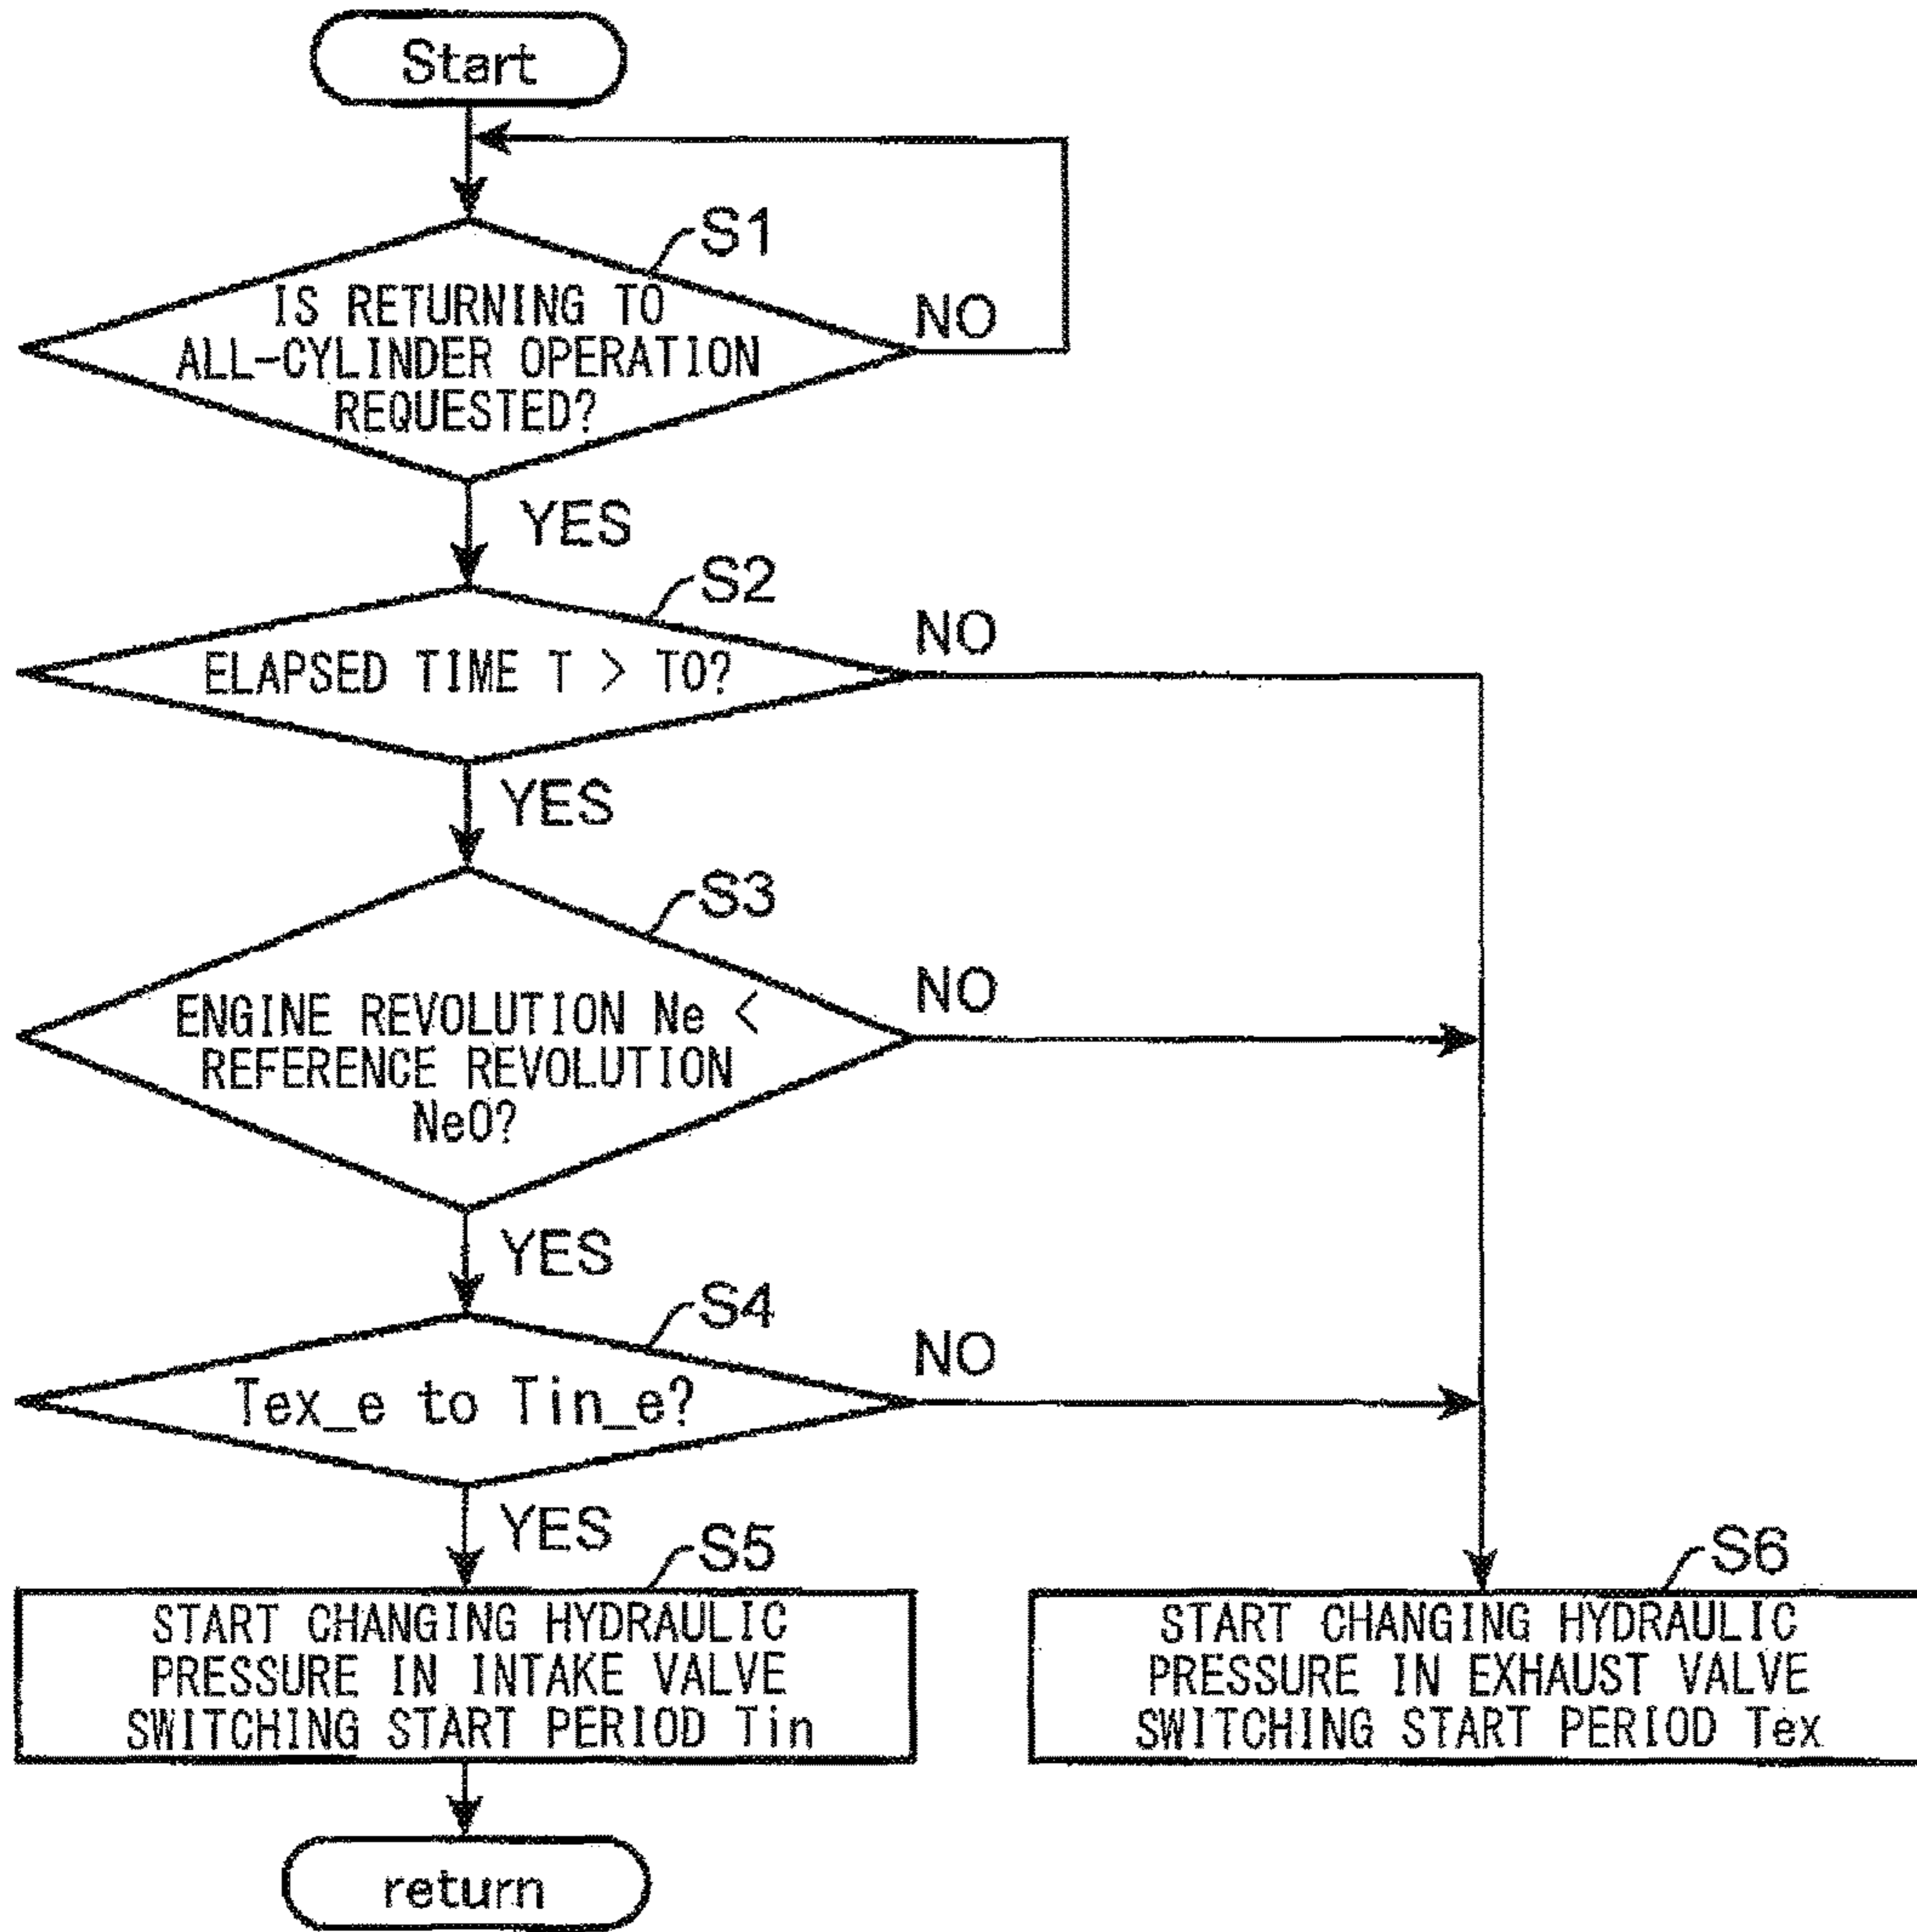 Start
S1
IS RETURNING TO
ALL-CYLINDER OPERATION
REQUESTED?
NO
YES
S2
ELAPSED TIME T > T0?
NO
YES
S3
ENGINE REVOLUTION Ne <
REFERENCE REVOLUTION
Ne0?
NO
YES
S4
Tex_e to Tin_e?
NO
YES
S5
START CHANGING HYDRAULIC
PRESSURE IN INTAKE VALVE
SWITCHING START PERIOD Tin
S6
START CHANGING HYDRAULIC
PRESSURE IN EXHAUST VALVE
SWITCHING START PERIOD Tex
return